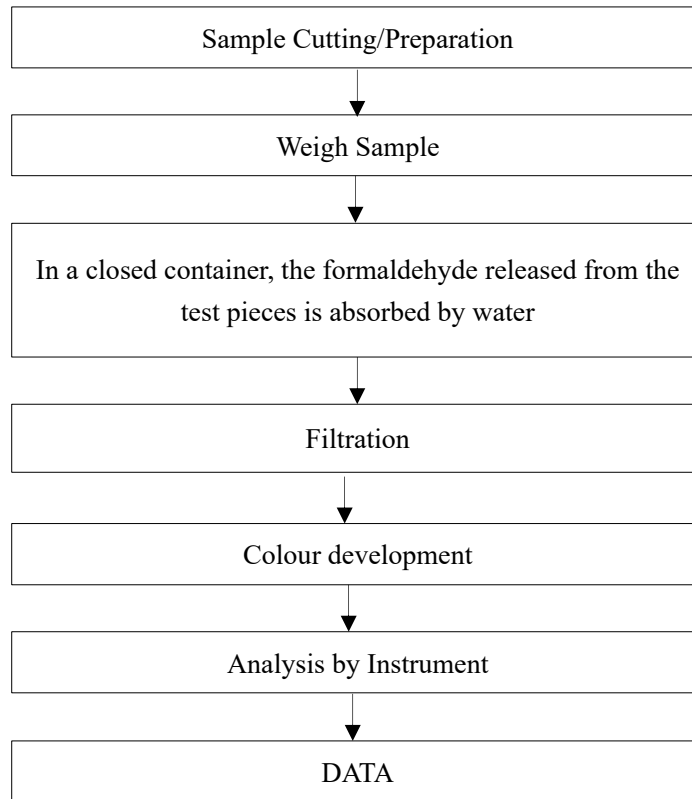 Sample Cutting/Preparation
Weigh Sample
In a closed container, the formaldehyde released from the
test pieces is absorbed by water
Filtration
Colour development
Analysis by Instrument
DATA